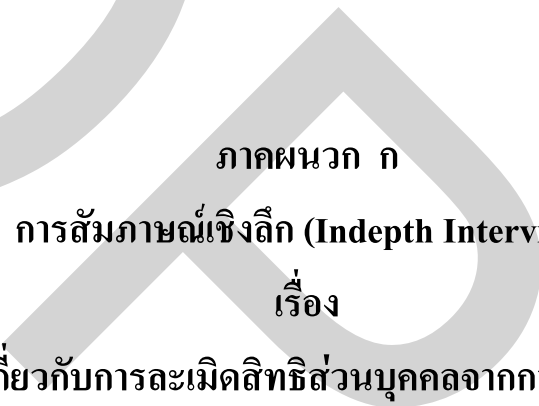 ภาคผนวก ก
การสัมภาษณ์เชิงลึก (Indepth Interv
เรื่อง
กี่ยวกับการละเมิดสิทธิส่วนบุคคลจากก